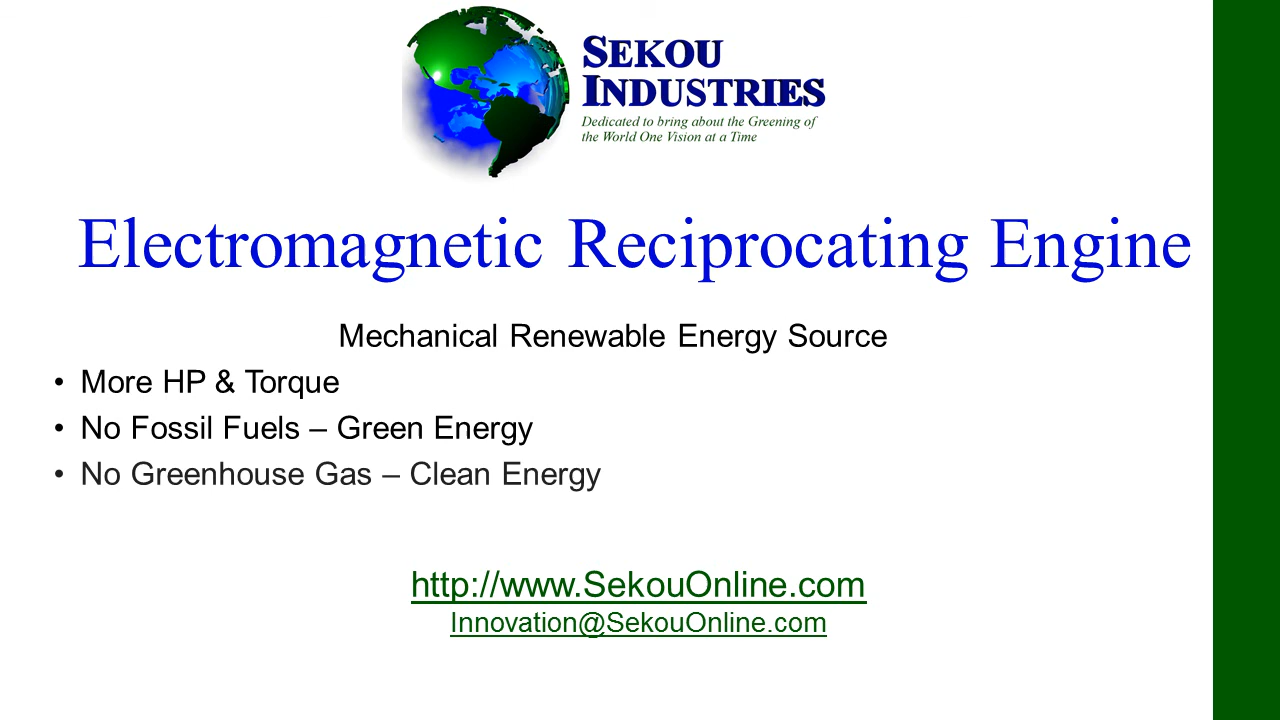 SEKOU
INDUSTRIES
Dedicated to bring about the Greening of
the World One Vision at a Time
Electromagnetic Reciprocating Engine
Mechanical Renewable Energy Source
• More HP & Torque
• No Fossil Fuels – Green Energy
• No Greenhouse Gas – Clean Energy
http://www.SekouOnline.com
Innovation@SekouOnline.com